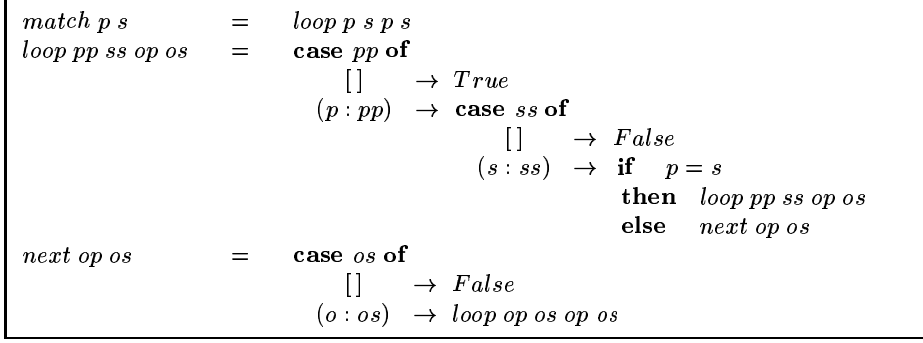 match p s = loop p s p s
loop pp ss op os = case pp of
[ ] → True
(p : pp) → case ss of
[ ] → False
(s : ss) → if p = s
then loop pp ss op os
else next op os
next op os = case os of
[ ] → False
(o : os) → loop op os op os